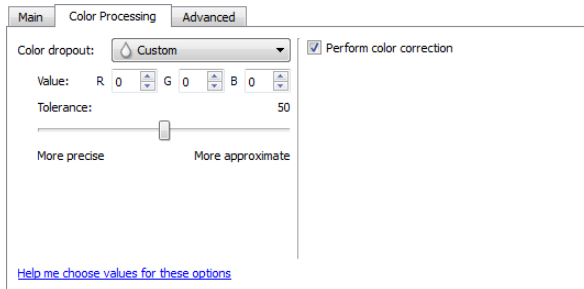 Main Color Processing Advanced
Color dropout: Custom
Perform color correction
Value: R 0 G 0 B 0
Tolerance: 50
More precise More approximate
Help me choose values for these options